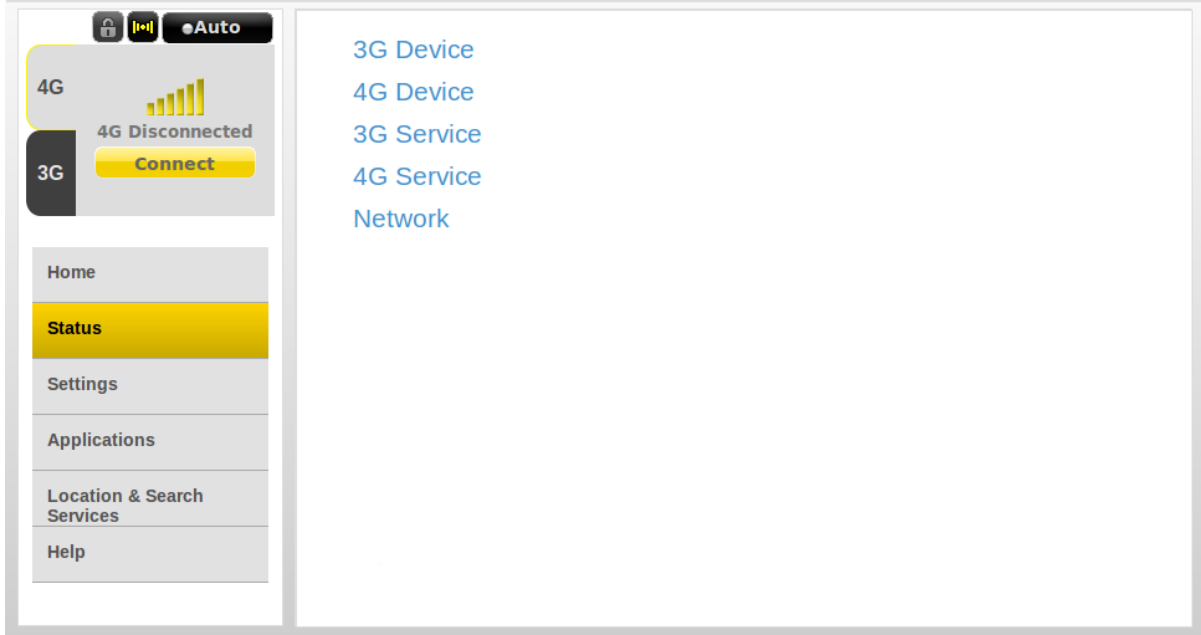 Auto
4G
4G Disconnected
Connect
3G
Home
Status
Settings
Applications
Location & Search
Services
Help
3G Device
4G Device
3G Service
4G Service
Network